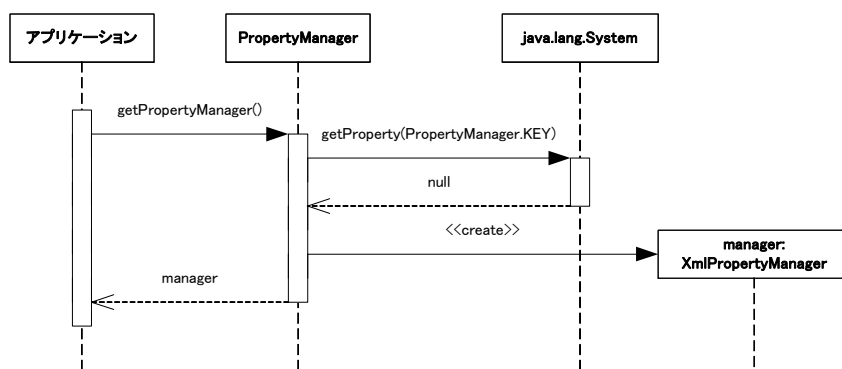 アプリケーション
PropertyManager
java.lang.System
getPropertyManager()
getProperty(PropertyManager.KEY)
null
<<create>>
manager:
XmlPropertyManager
manager